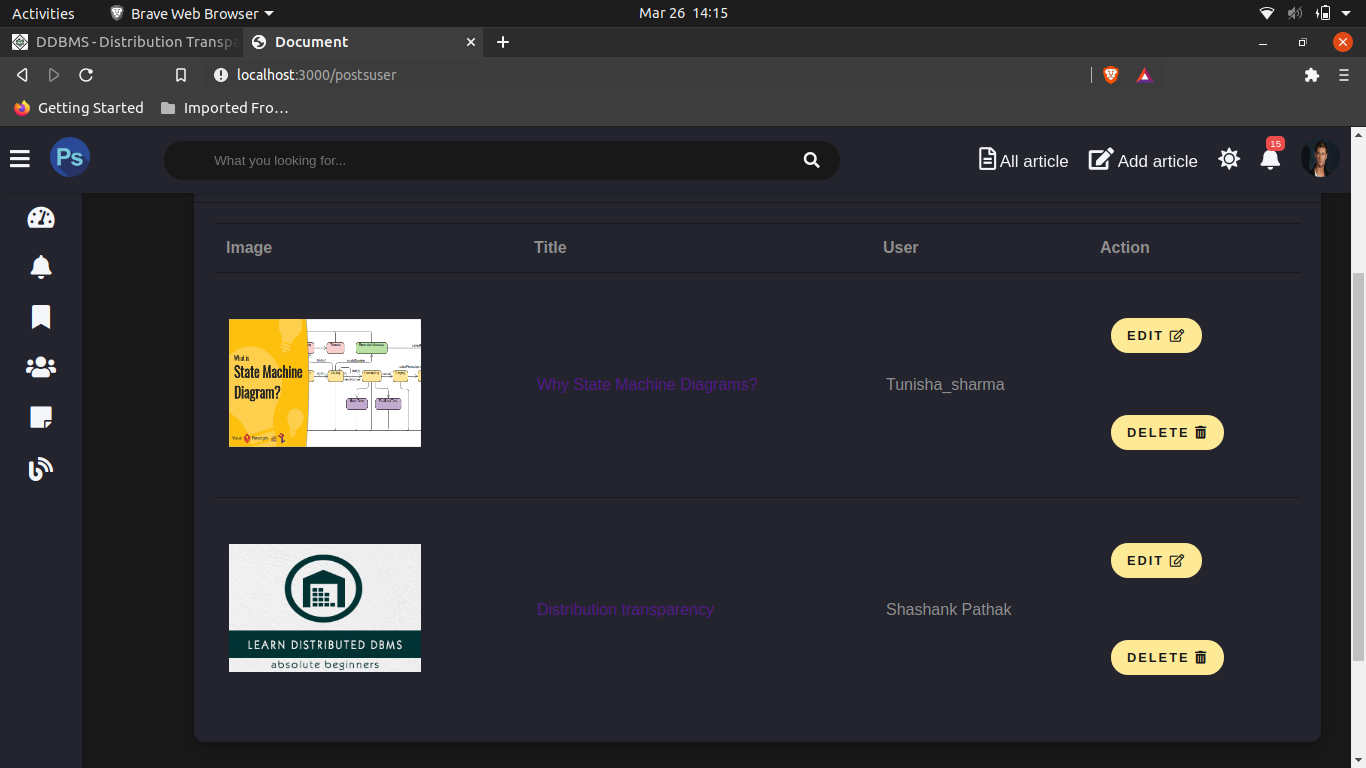 Activities
Brave Web Browser
Mar 26 14:15
DDBMS - Distribution Transpa
Document
localhost:3000/postsuser
Getting Started
Imported Fro…
Ps
What you looking for...
All article
Add article
15
Image
Title
User
Action
What is
State Machine
Diagram?
Visual Paradigm
Why State Machine Diagrams?
Tunisha_sharma
EDIT
DELETE
LEARN DISTRIBUTED DBMS
absolute beginners
Distribution transparency
Shashank Pathak
EDIT
DELETE